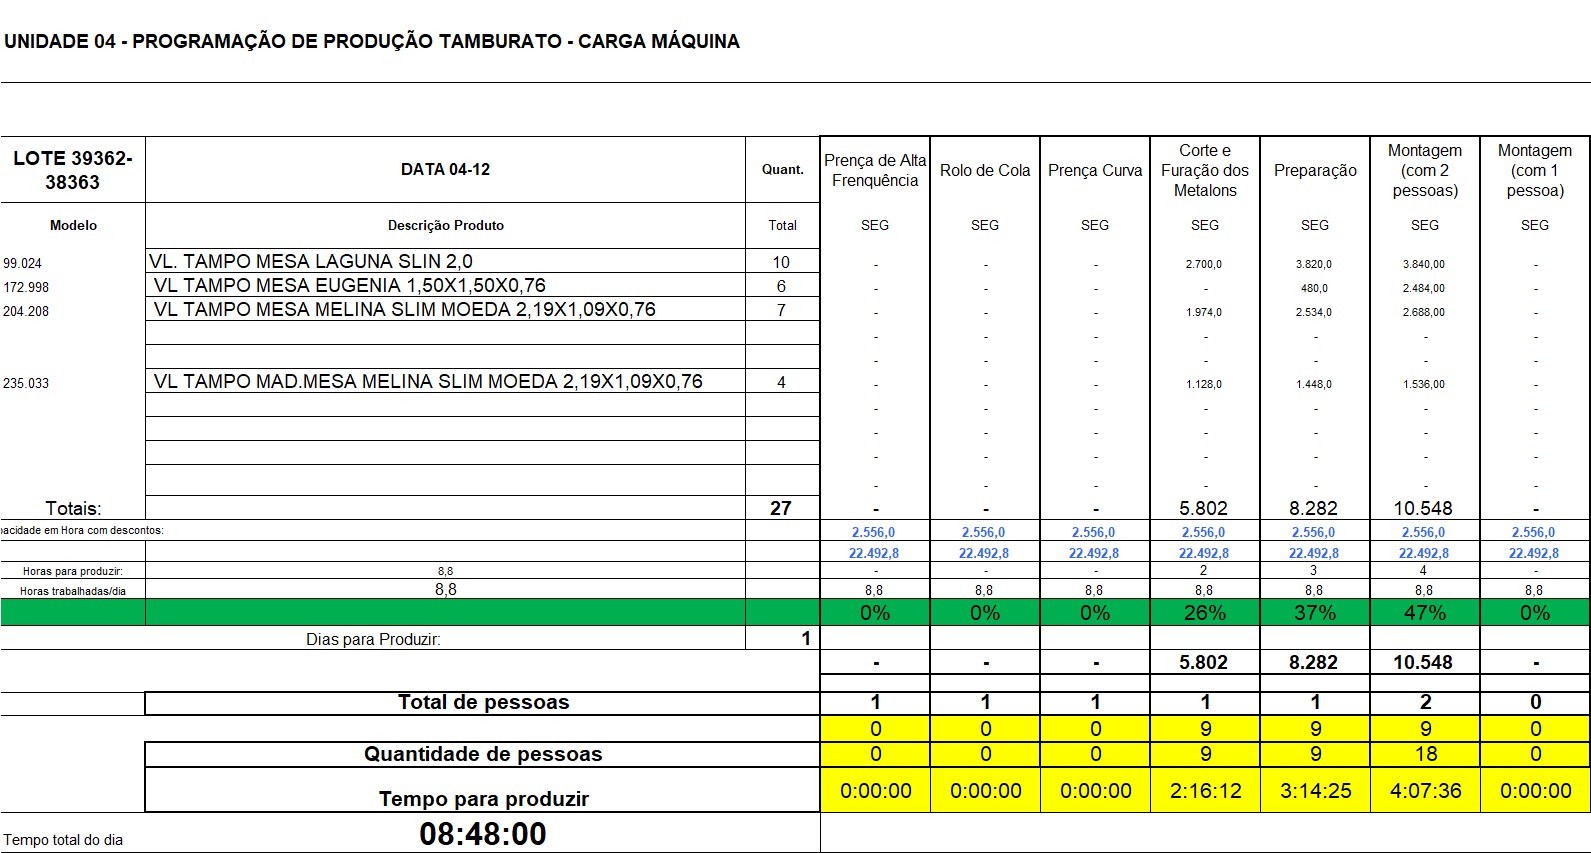 UNIDADE 04 - PROGRAMAÇÃO DE PRODUÇÃO TAMBURATO - CARGA MÁQUINA
LOTE 39362-38363 DATA 04-12 Quant. Prença de Alta Frenquência Rolo de Cola Prença Curva Corte e Furação dos Metalons Preparação Montagem (com 2 pessoas) Montagem (com 1 pessoa)
Modelo Descrição Produto Total SEG SEG SEG SEG SEG SEG SEG
99.024 VL. TAMPO MESA LAGUNA SLIN 2,0 10 - - - 2.700,0 3.820,0 3.840,00 -
172.998 VL TAMPO MESA EUGENIA 1,50X1,50X0,76 6 - - - - 480,0 2.484,00 -
204.208 VL TAMPO MESA MELINA SLIM MOEDA 2,19X1,09X0,76 7 - - - 1.974,0 2.534,0 2.688,00 -
- - - - - - -
- - - - - - -
235.033 VL TAMPO MAD.MESA MELINA SLIM MOEDA 2,19X1,09X0,76 4 - - - 1.128,0 1.448,0 1.536,00 -
- - - - - - -
- - - - - - -
- - - - - - -
- - - - - - -
Totais: 27 - - - 5.802 8.282 10.548 -
pacidade em Hora com descontos: 2.556,0 2.556,0 2.556,0 2.556,0 2.556,0 2.556,0 2.556,0
22.492,8 22.492,8 22.492,8 22.492,8 22.492,8 22.492,8 22.492,8
Horas para produzir: 8,8 - - - 2 3 4 -
Horas trabalhadas/dia 8,8 8,8 8,8 8,8 8,8 8,8 8,8 8,8
0% 0% 0% 26% 37% 47% 0%
Dias para Produzir: 1
- - - 5.802 8.282 10.548 -
Total de pessoas 1 1 1 1 1 2 0
0 0 0 9 9 9 0
Quantidade de pessoas 0 0 0 9 9 18 0
Tempo para produzir 0:00:00 0:00:00 0:00:00 2:16:12 3:14:25 4:07:36 0:00:00
Tempo total do dia 08:48:00